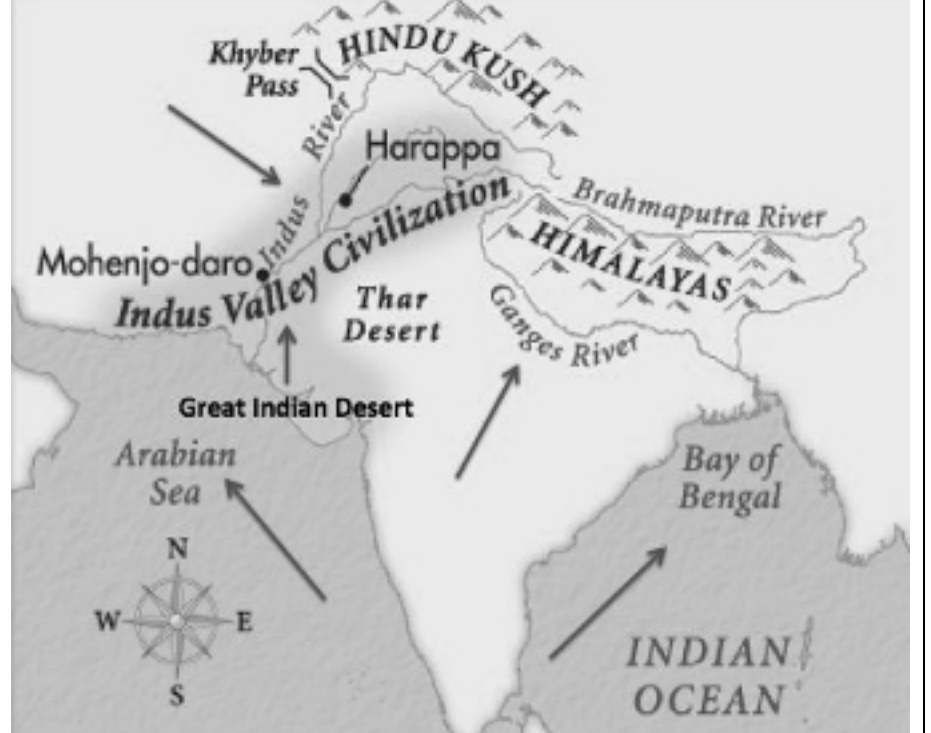 Khyber
Pass
HINDU KUSH
Indus River
Harappa
Brahmaputra River
HIMALAYAS
Mohenjo-daro
Indus Valley Civilization
Thar
Desert
Ganges River
Great Indian Desert
Arabian
Sea
Bay of
Bengal
N
W
E
S
INDIAN
OCEAN